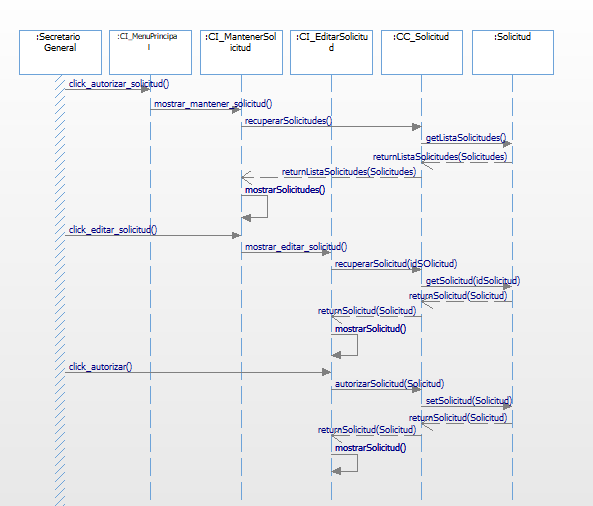 :Secretario
General
:CI_MenuPrincipa
l
:CI_MantenerSol
icitud
:CI_EditarSolicitu
d
:CC_Solicitud
:Solicitud
click_autorizar_solicitud()
mostrar_mantener_solicitud()
recuperarSolicitudes()
getListaSolicitudes()
returnListaSolicitudes(Solicitudes)
returnListaSolicitudes(Solicitudes)
mostrarSolicitudes()
click_editar_solicitud()
mostrar_editar_solicitud()
recuperarSolicitud(idSOlicitud)
getSolicitud(idSolicitud)
returnSolicitud(Solicitud)
returnSolicitud(Solicitud)
mostrarSolicitud()
click_autorizar()
autorizarSolicitud(Solicitud)
setSolicitud(Solicitud)
returnSolicitud(Solicitud)
returnSolicitud(Solicitud)
mostrarSolicitud()